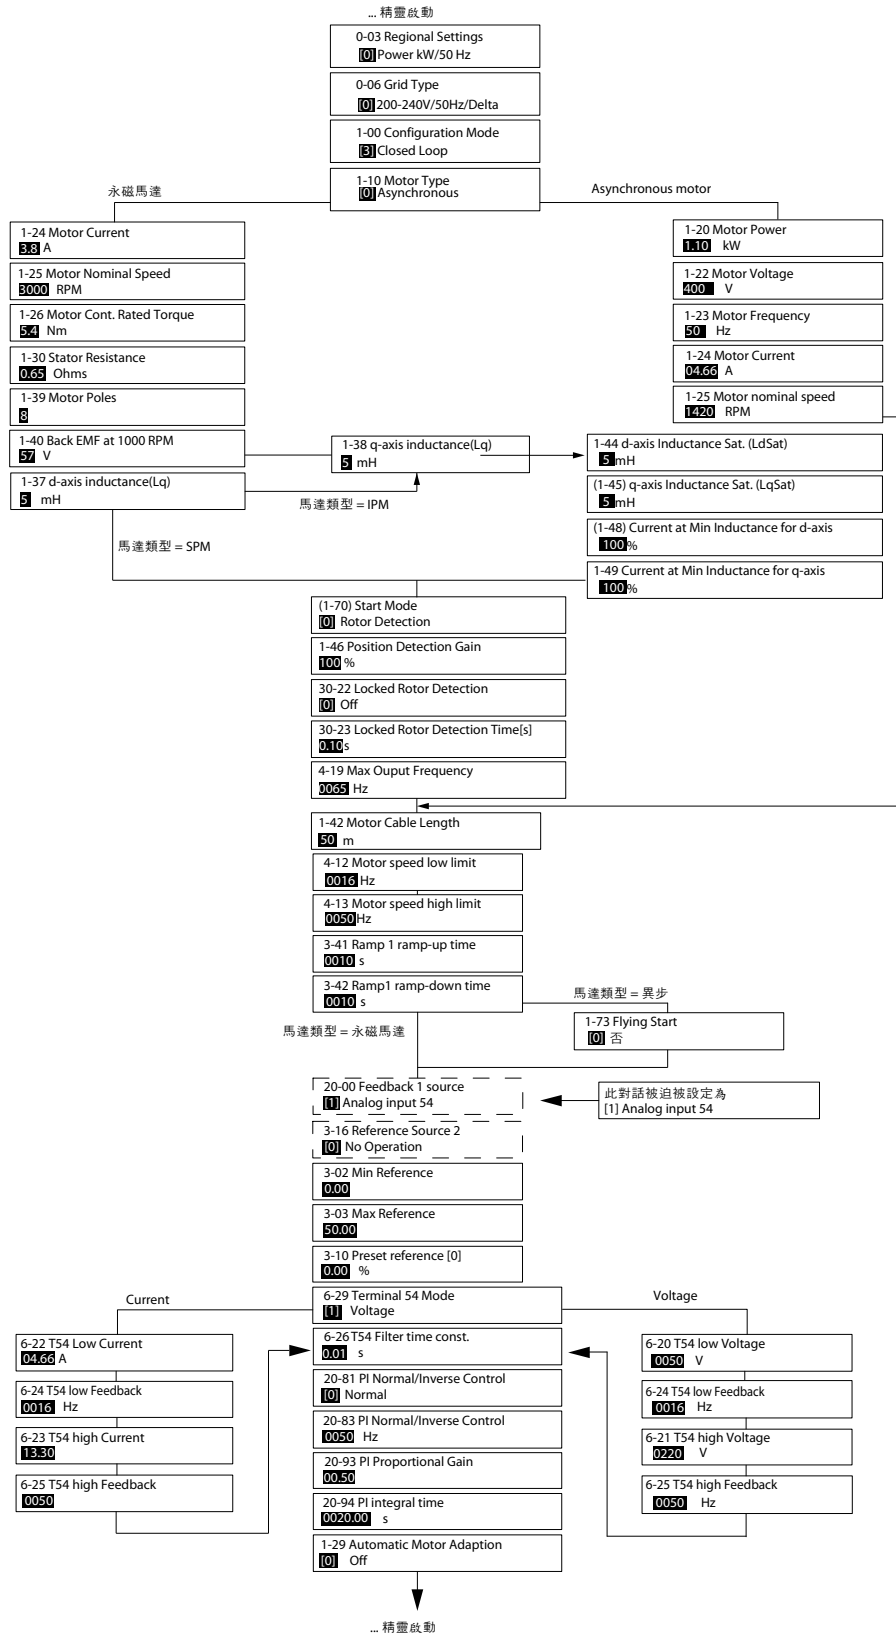 ... 精靈啟動
0-03 Regional Settings
[0] Power kW/50 Hz
0-06 Grid Type
[0] 200-240V/50Hz/Delta
1-00 Configuration Mode
[3] Closed Loop
1-10 Motor Type
[0] Asynchronous
永磁馬達
Asynchronous motor
1-24 Motor Current
3.8 A
1-25 Motor Nominal Speed
3000 RPM
1-26 Motor Cont. Rated Torque
5.4 Nm
1-30 Stator Resistance
0.65 Ohms
1-39 Motor Poles
8
1-40 Back EMF at 1000 RPM
57 V
1-37 d-axis inductance(Lq)
5 mH
1-20 Motor Power
1.10 kW
1-22 Motor Voltage
400 V
1-23 Motor Frequency
50 Hz
1-24 Motor Current
04.66 A
1-25 Motor nominal speed
1420 RPM
1-38 q-axis inductance(Lq)
5 mH
馬達類型 = IPM
馬達類型 = SPM
1-44 d-axis Inductance Sat. (LdSat)
5 mH
(1-45) q-axis Inductance Sat. (LqSat)
5 mH
(1-48) Current at Min Inductance for d-axis
100 %
1-49 Current at Min Inductance for q-axis
100 %
(1-70) Start Mode
[0] Rotor Detection
1-46 Position Detection Gain
100 %
30-22 Locked Rotor Detection
[0] Off
30-23 Locked Rotor Detection Time[s]
0.10 s
4-19 Max Ouput Frequency
0065 Hz
1-42 Motor Cable Length
50 m
4-12 Motor speed low limit
0016 Hz
4-13 Motor speed high limit
0050 Hz
3-41 Ramp 1 ramp-up time
0010 s
3-42 Ramp1 ramp-down time
0010 s
馬達類型 = 異步
馬達類型 = 永磁馬達
1-73 Flying Start
[0] 否
20-00 Feedback 1 source
[1] Analog input 54
此對話被迫被設定為
[1] Analog input 54
3-16 Reference Source 2
[0] No Operation
3-02 Min Reference
0.00
3-03 Max Reference
50.00
3-10 Preset reference [0]
0.00 %
6-29 Terminal 54 Mode
[1] Voltage
Current
Voltage
6-22 T54 Low Current
04.66 A
6-24 T54 low Feedback
0016 Hz
6-23 T54 high Current
13.30
6-25 T54 high Feedback
0050
6-26 T54 Filter time const.
0.01 s
20-81 PI Normal/Inverse Control
[0] Normal
20-83 PI Normal/Inverse Control
0050 Hz
20-93 PI Proportional Gain
00.50
20-94 PI integral time
0020.00 s
1-29 Automatic Motor Adaption
[0] Off
6-20 T54 low Voltage
0050 V
6-24 T54 low Feedback
0016 Hz
6-21 T54 high Voltage
0220 V
6-25 T54 high Feedback
0050 Hz
... 精靈啟動